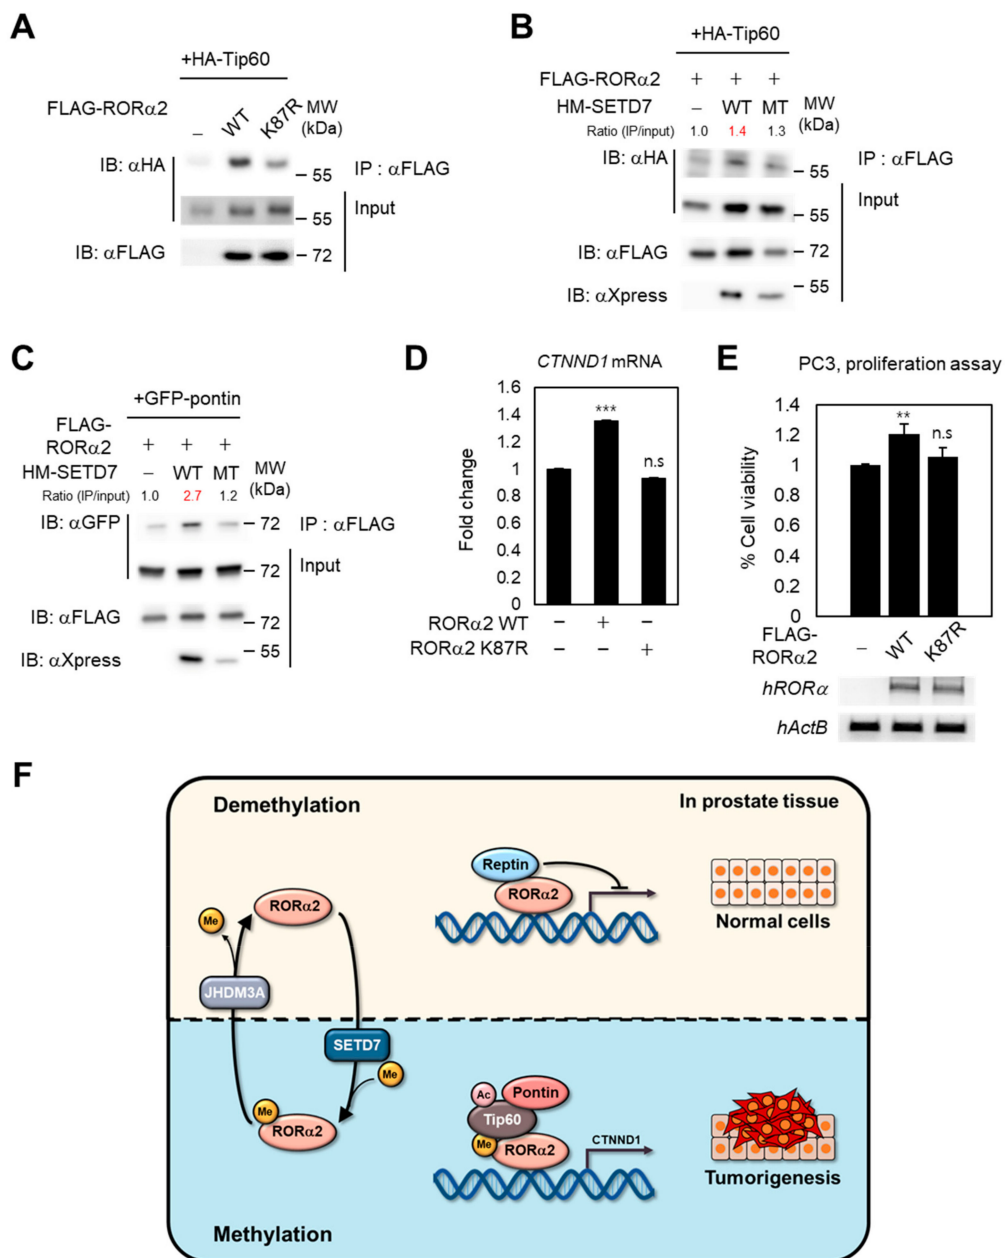 A
+HA-Tip60
FLAG-RORα2
– WT K87R
MW
(kDa)
IB: αHA
– 55
IP : αFLAG
– 55
Input
IB: αFLAG
– 72
B
+HA-Tip60
FLAG-RORα2 + + +
HM-SETD7 – WT MT
MW
(kDa)
Ratio (IP/input) 1.0 1.4 1.3
IB: αHA
– 55
IP : αFLAG
– 55
Input
IB: αFLAG
– 72
– 55
IB: αXpress
C
+GFP-pontin
FLAG-
RORα2 + + +
HM-SETD7 – WT MT
MW
(kDa)
Ratio (IP/input) 1.0 2.7 1.2
IB: αGFP
– 72
IP : αFLAG
– 72
Input
IB: αFLAG
– 72
– 55
IB: αXpress
D
CTNND1 mRNA
Fold change
1.6
1.4
1.2
1
0.8
0.6
0.4
0.2
0
***
n.s
RORα2 WT – + –
RORα2 K87R – – +
E
PC3, proliferation assay
% Cell viability
1.4
1.2
1
0.8
0.6
0.4
0.2
0
**
n.s
FLAG-
RORα2
– WT K87R
hRORα
hActB
F
Demethylation
In prostate tissue
Reptin
RORα2
RORα2
Me
JHDM3A
Normal cells
SETD7
Me
Me
RORα2
Ac
Pontin
Tip60
Me
RORα2
CTNND1
Tumorigenesis
Methylation